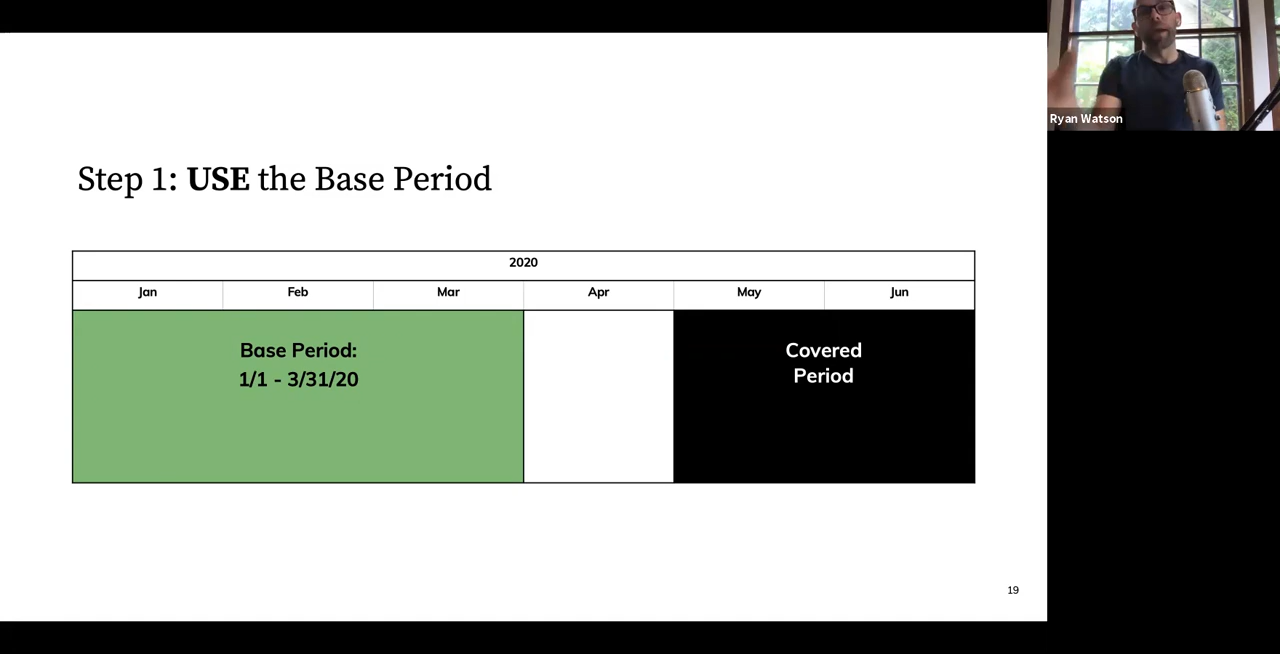 Ryan Watson
Step 1: USE the Base Period
2020
Jan Feb Mar Apr May Jun
Base Period:
1/1 - 3/31/20
Covered
Period
19